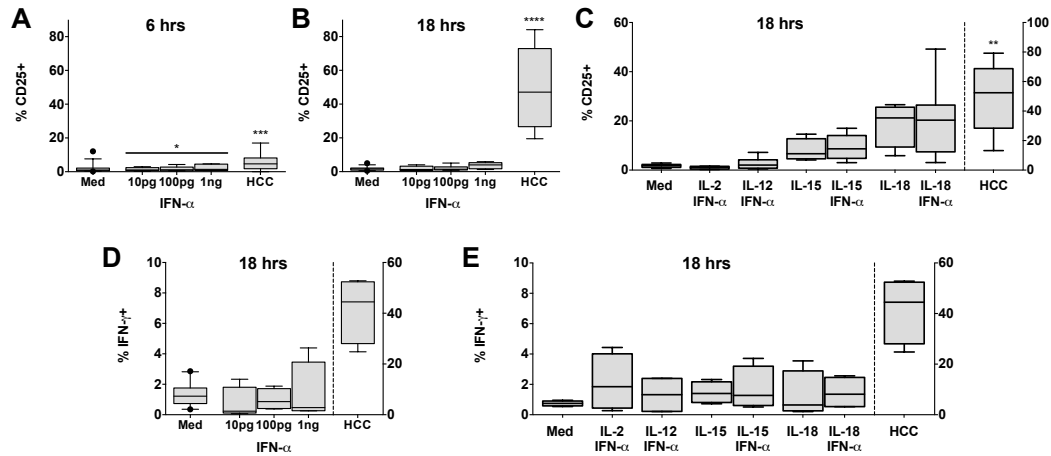 A
6 hrs
% CD25+
80
60
40
20
0
*
***
Med
10pg
100pg
1ng
HCC
IFN-α
B
18 hrs
% CD25+
80
60
40
20
0
****
Med
10pg
100pg
1ng
HCC
IFN-α
C
18 hrs
% CD25+
60
40
20
0
**
100
80
60
40
20
0
Med
IL-2
IFN-α
IL-12
IFN-α
IL-15
IL-15
IFN-α
IL-18
IL-18
IFN-α
HCC
D
18 hrs
% IFN-γ+
10
8
6
4
2
0
60
40
20
0
Med
10pg
100pg
1ng
HCC
IFN-α
E
18 hrs
% IFN-γ+
10
8
6
4
2
0
60
40
20
0
Med
IL-2
IFN-α
IL-12
IFN-α
IL-15
IL-15
IFN-α
IL-18
IL-18
IFN-α
HCC